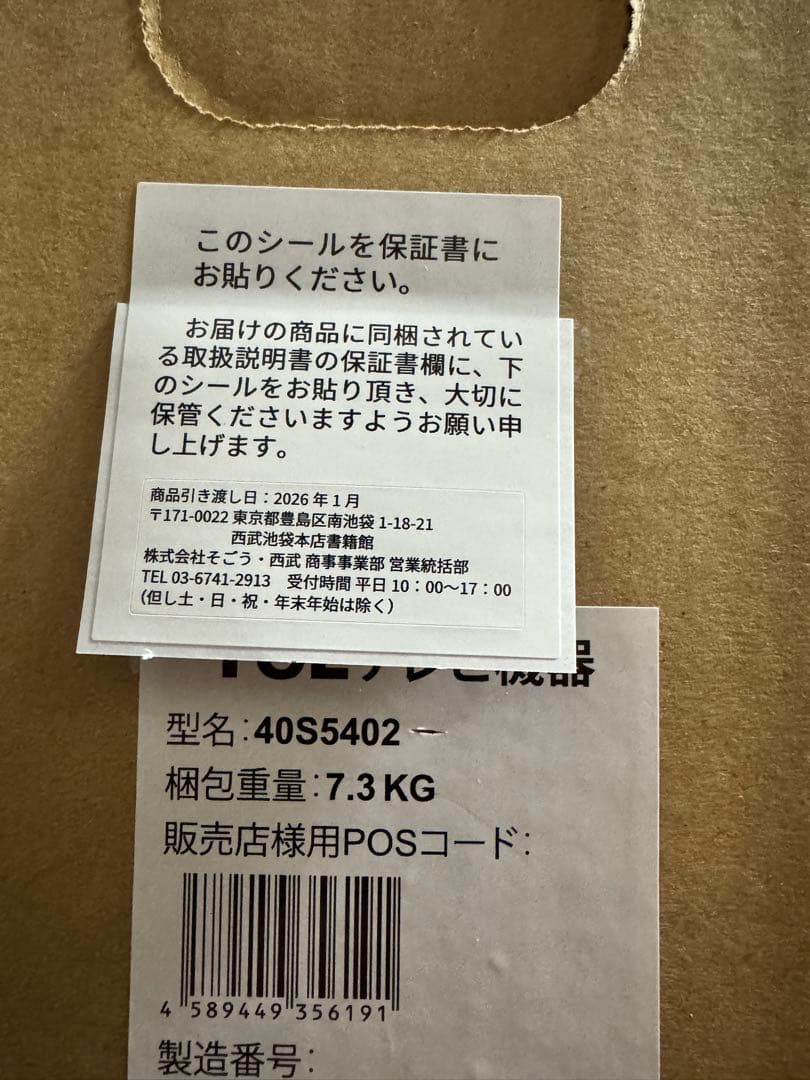 このシールを保証書に
お貼りください。
お届けの商品に同梱されてい
る取扱説明書の保証書欄に、下
のシールをお貼り頂き、大切に
保管くださいますようお願い申
し上げます。
商品引き渡し日：2026年1月
〒171-0022 東京都豊島区南池袋 1-18-21
西武池袋本店書籍館
株式会社そごう・西武 商事事業部 営業統括部
TEL 03-6741-2913　受付時間 平日 10：00〜17：00
（但し土・日・祝・年末年始は除く）
TCLテレビ機器
型名：40S5402
梱包重量：7.3 KG
販売店様用POSコード：
4 589449 356191
製造番号：